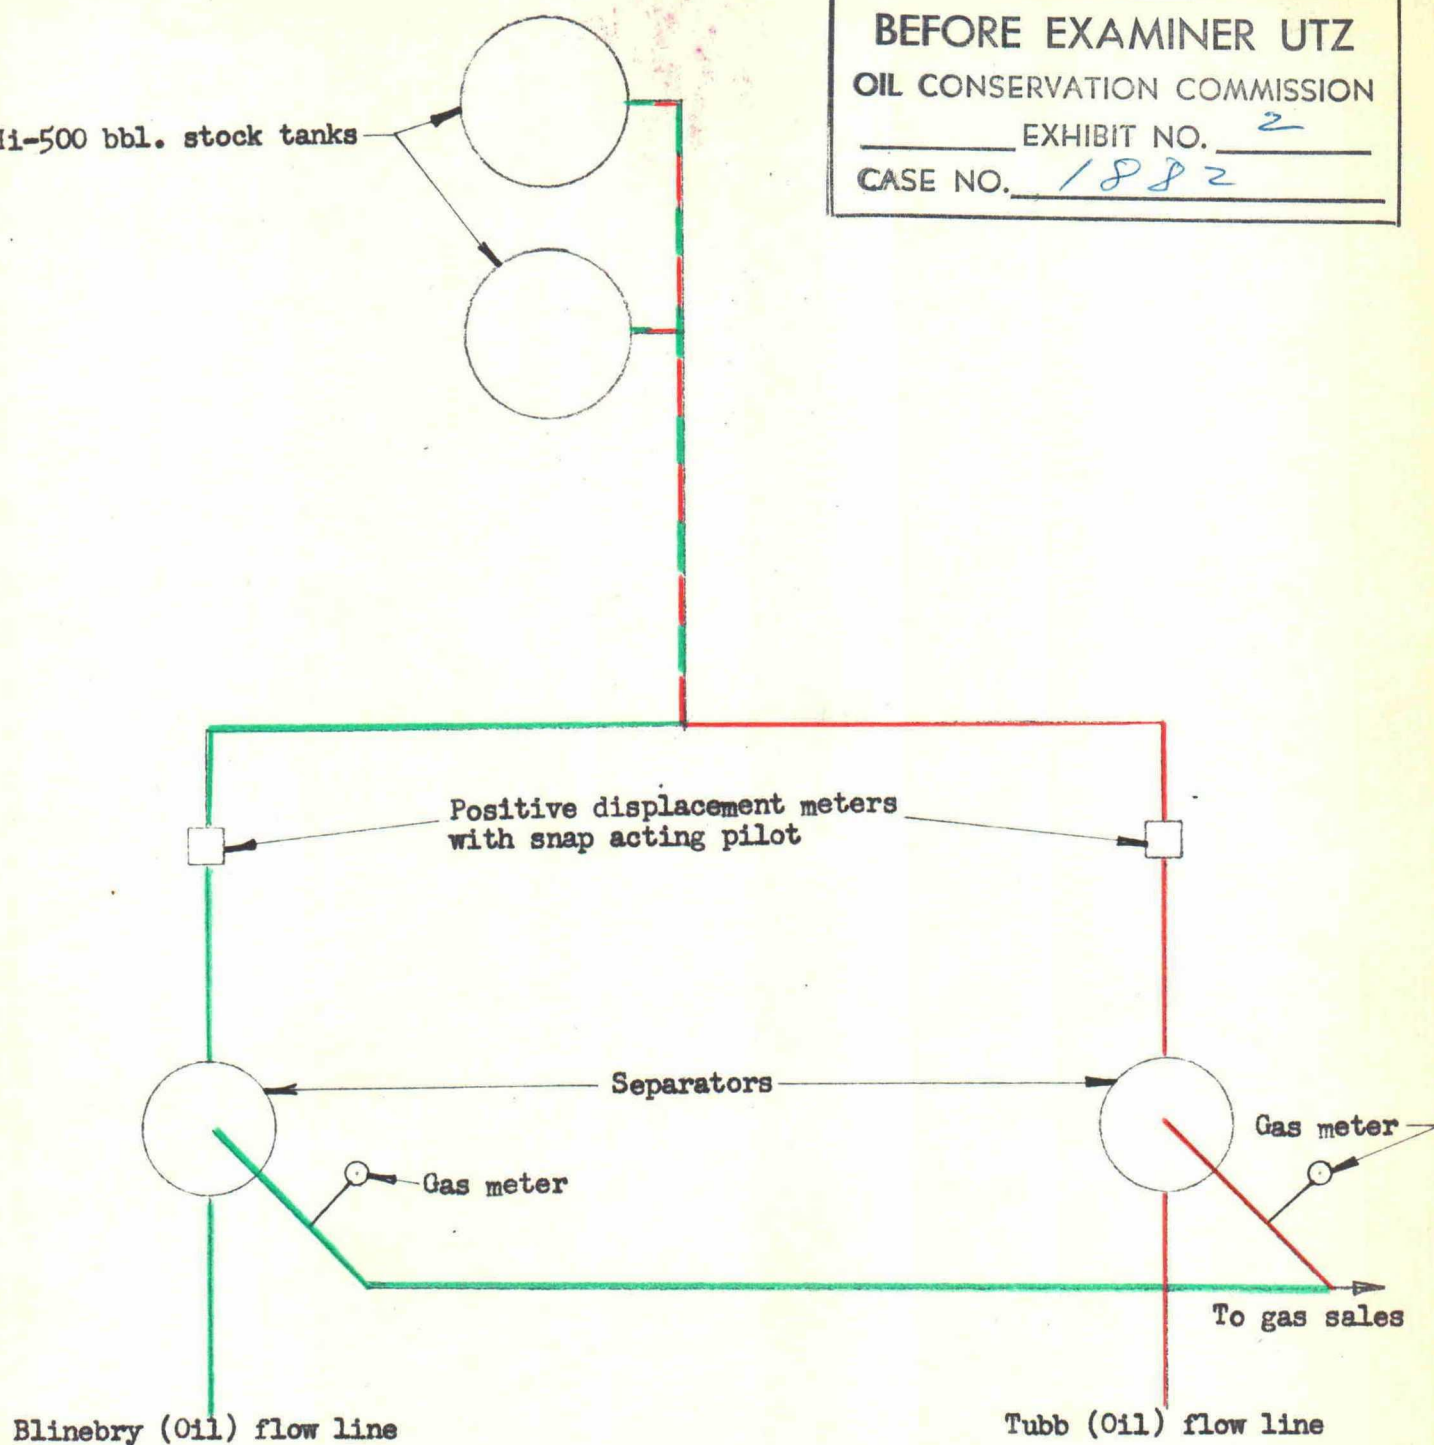 BEFORE EXAMINER UTZ
OIL CONSERVATION COMMISSION
EXHIBIT NO. 2
CASE NO. 1882
Hi-500 bbl. stock tanks
Positive displacement meters
with snap acting pilot
Separators
Gas meter
Gas meter
To gas sales
Blinebry (Oil) flow line
Tubb (Oil) flow line